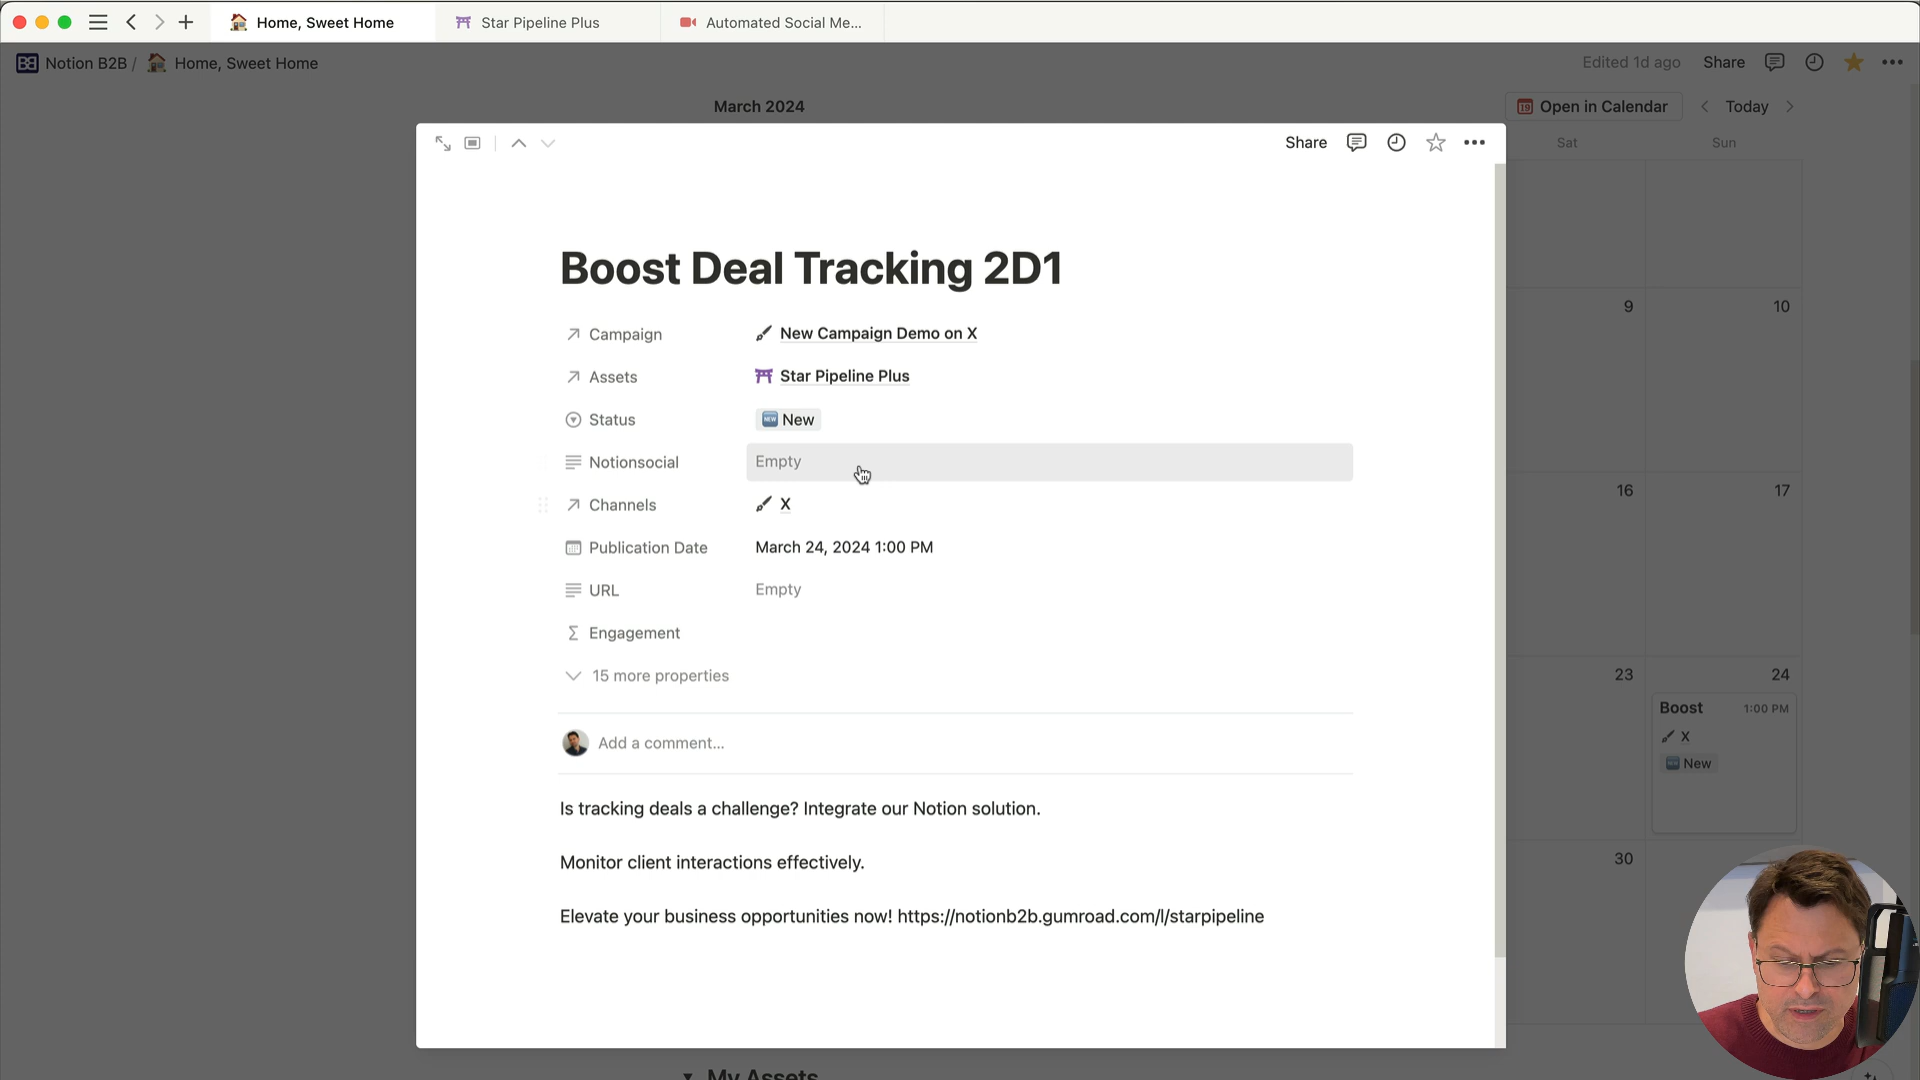 Home, Sweet Home
Star Pipeline Plus
Automated Social Me...
Notion B2B / Home, Sweet Home
Edited 1d ago
Share
March 2024
19 Open in Calendar
Today
Sat
Sun
Share
Boost Deal Tracking 2D1
Campaign
New Campaign Demo on X
Assets
Star Pipeline Plus
Status
NEW New
Notionsocial
Empty
Channels
X
Publication Date
March 24, 2024 1:00 PM
URL
Empty
Engagement
15 more properties
Add a comment...
Is tracking deals a challenge? Integrate our Notion solution.
Monitor client interactions effectively.
Elevate your business opportunities now! https://notionb2b.gumroad.com/l/starpipeline
9
10
16
17
23
24
Boost
1:00 PM
X
New
30
My Assets